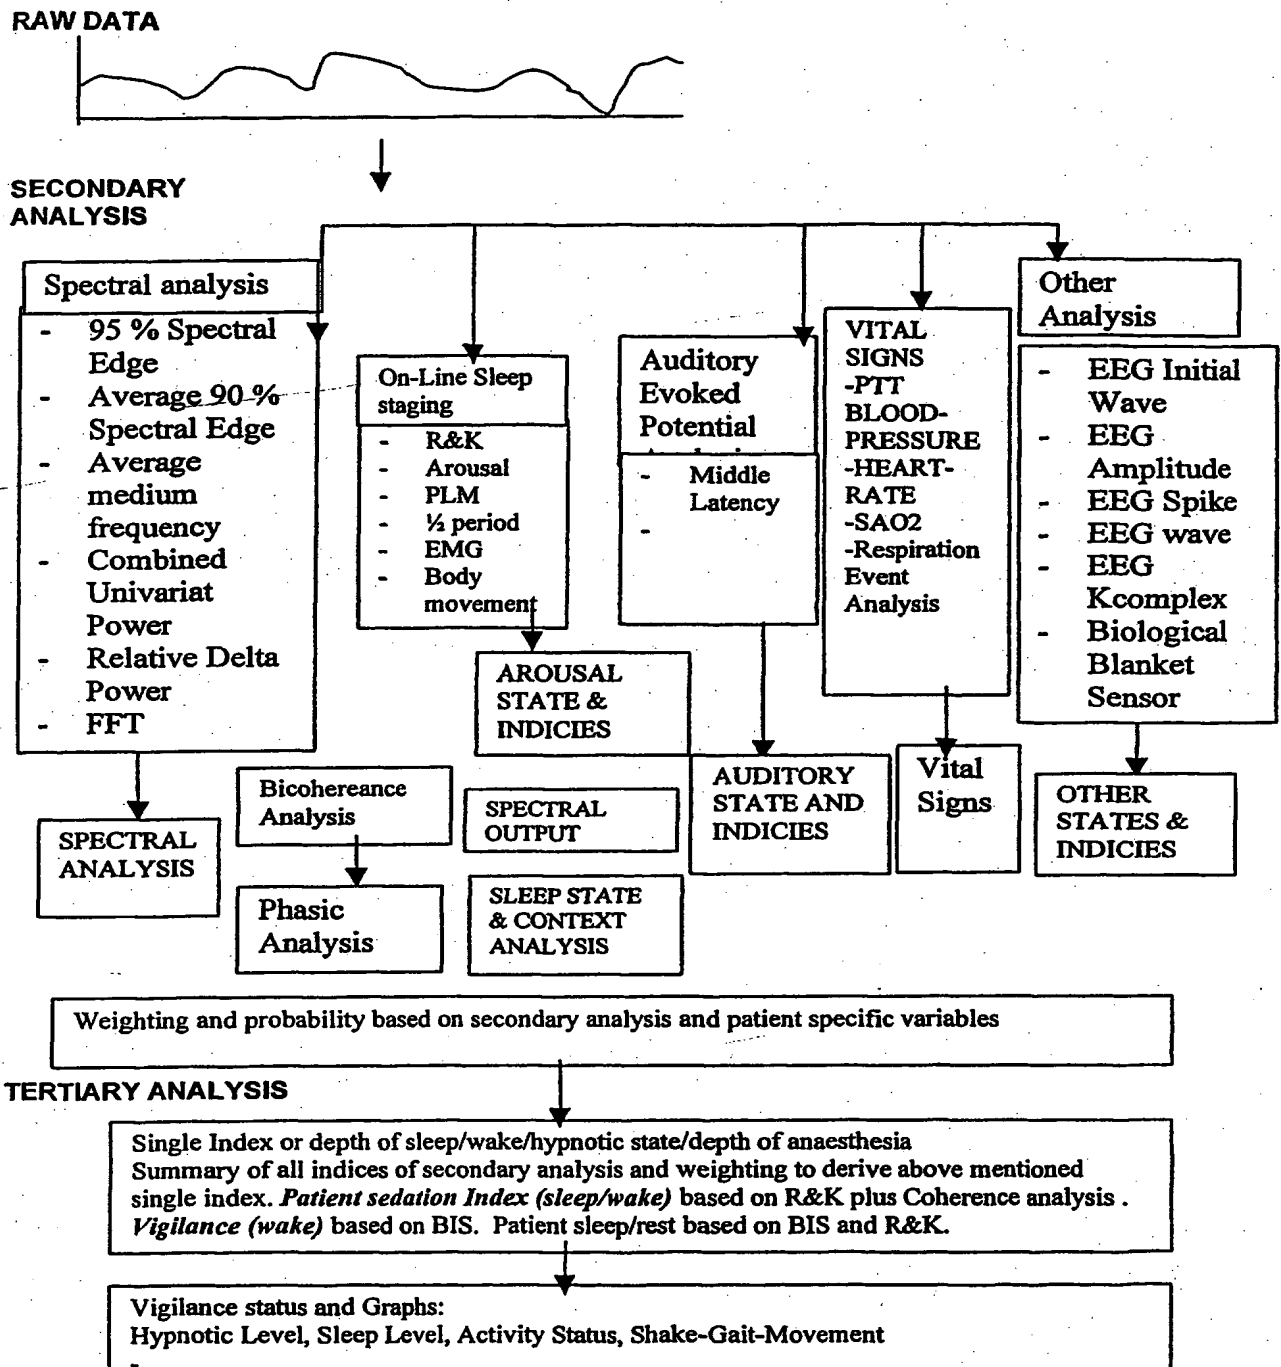 RAW DATA
SECONDARY
ANALYSIS
Spectral analysis
- 95 % Spectral
Edge
- Average 90 %
Spectral Edge
- Average
medium
frequency
- Combined
Univariat
Power
- Relative Delta
Power
- FFT
On-Line Sleep
staging
- R&K
- Arousal
- PLM
- ½ period
- EMG
- Body
movement
Auditory
Evoked
Potential
- Middle
Latency
-
VITAL
SIGNS
-PTT
BLOOD-
PRESSURE
-HEART-
RATE
-SAO2
-Respiration
Event
Analysis
Other
Analysis
- EEG Initial
Wave
- EEG
Amplitude
- EEG Spike
- EEG wave
- EEG
Kcomplex
- Biological
Blanket
Sensor
AROUSAL
STATE &
INDICIES
SPECTRAL
ANALYSIS
Bicohereance
Analysis
Phasic
Analysis
SPECTRAL
OUTPUT
SLEEP STATE
& CONTEXT
ANALYSIS
AUDITORY
STATE AND
INDICIES
Vital
Signs
OTHER
STATES &
INDICIES
Weighting and probability based on secondary analysis and patient specific variables
TERTIARY ANALYSIS
Single Index or depth of sleep/wake/hypnotic state/depth of anaesthesia
Summary of all indices of secondary analysis and weighting to derive above mentioned
single index. Patient sedation Index (sleep/wake) based on R&K plus Coherence analysis .
Vigilance (wake) based on BIS. Patient sleep/rest based on BIS and R&K.
Vigilance status and Graphs:
Hypnotic Level, Sleep Level, Activity Status, Shake-Gait-Movement
-